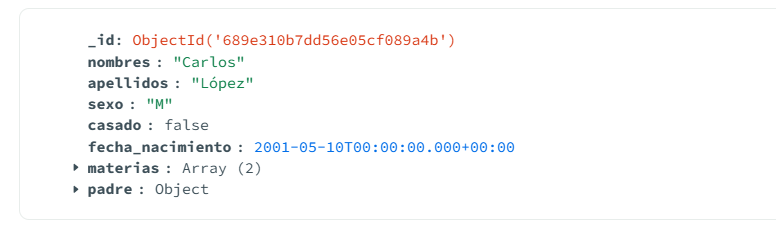 _id: ObjectId('689e310b7dd56e05cf089a4b')
nombres : "Carlos"
apellidos : "López"
sexo : "M"
casado : false
fecha_nacimiento : 2001-05-10T00:00:00.000+00:00
materias : Array (2)
padre : Object